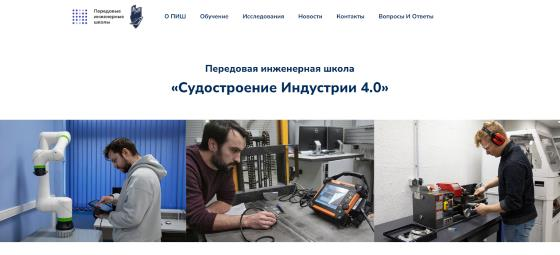 Передовые
инженерные
школы
О ПИШ
Обучение
Исследования
Новости
Контакты
Вопросы И Ответы
Передовая инженерная школа
«Судостроение Индустрии 4.0»